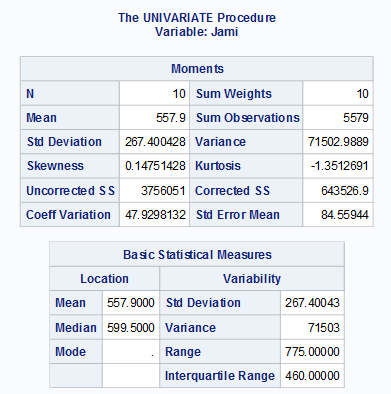 The UNIVARIATE Procedure
Variable: Jami
Moments
N 10 Sum Weights 10
Mean 557.9 Sum Observations 5579
Std Deviation 267.400428 Variance 71502.9889
Skewness 0.14751428 Kurtosis -1.3512691
Uncorrected SS 3756051 Corrected SS 643526.9
Coeff Variation 47.9298132 Std Error Mean 84.55944
Basic Statistical Measures
Location Variability
Mean 557.9000 Std Deviation 267.40043
Median 599.5000 Variance 71503
Mode . Range 775.00000
Interquartile Range 460.00000